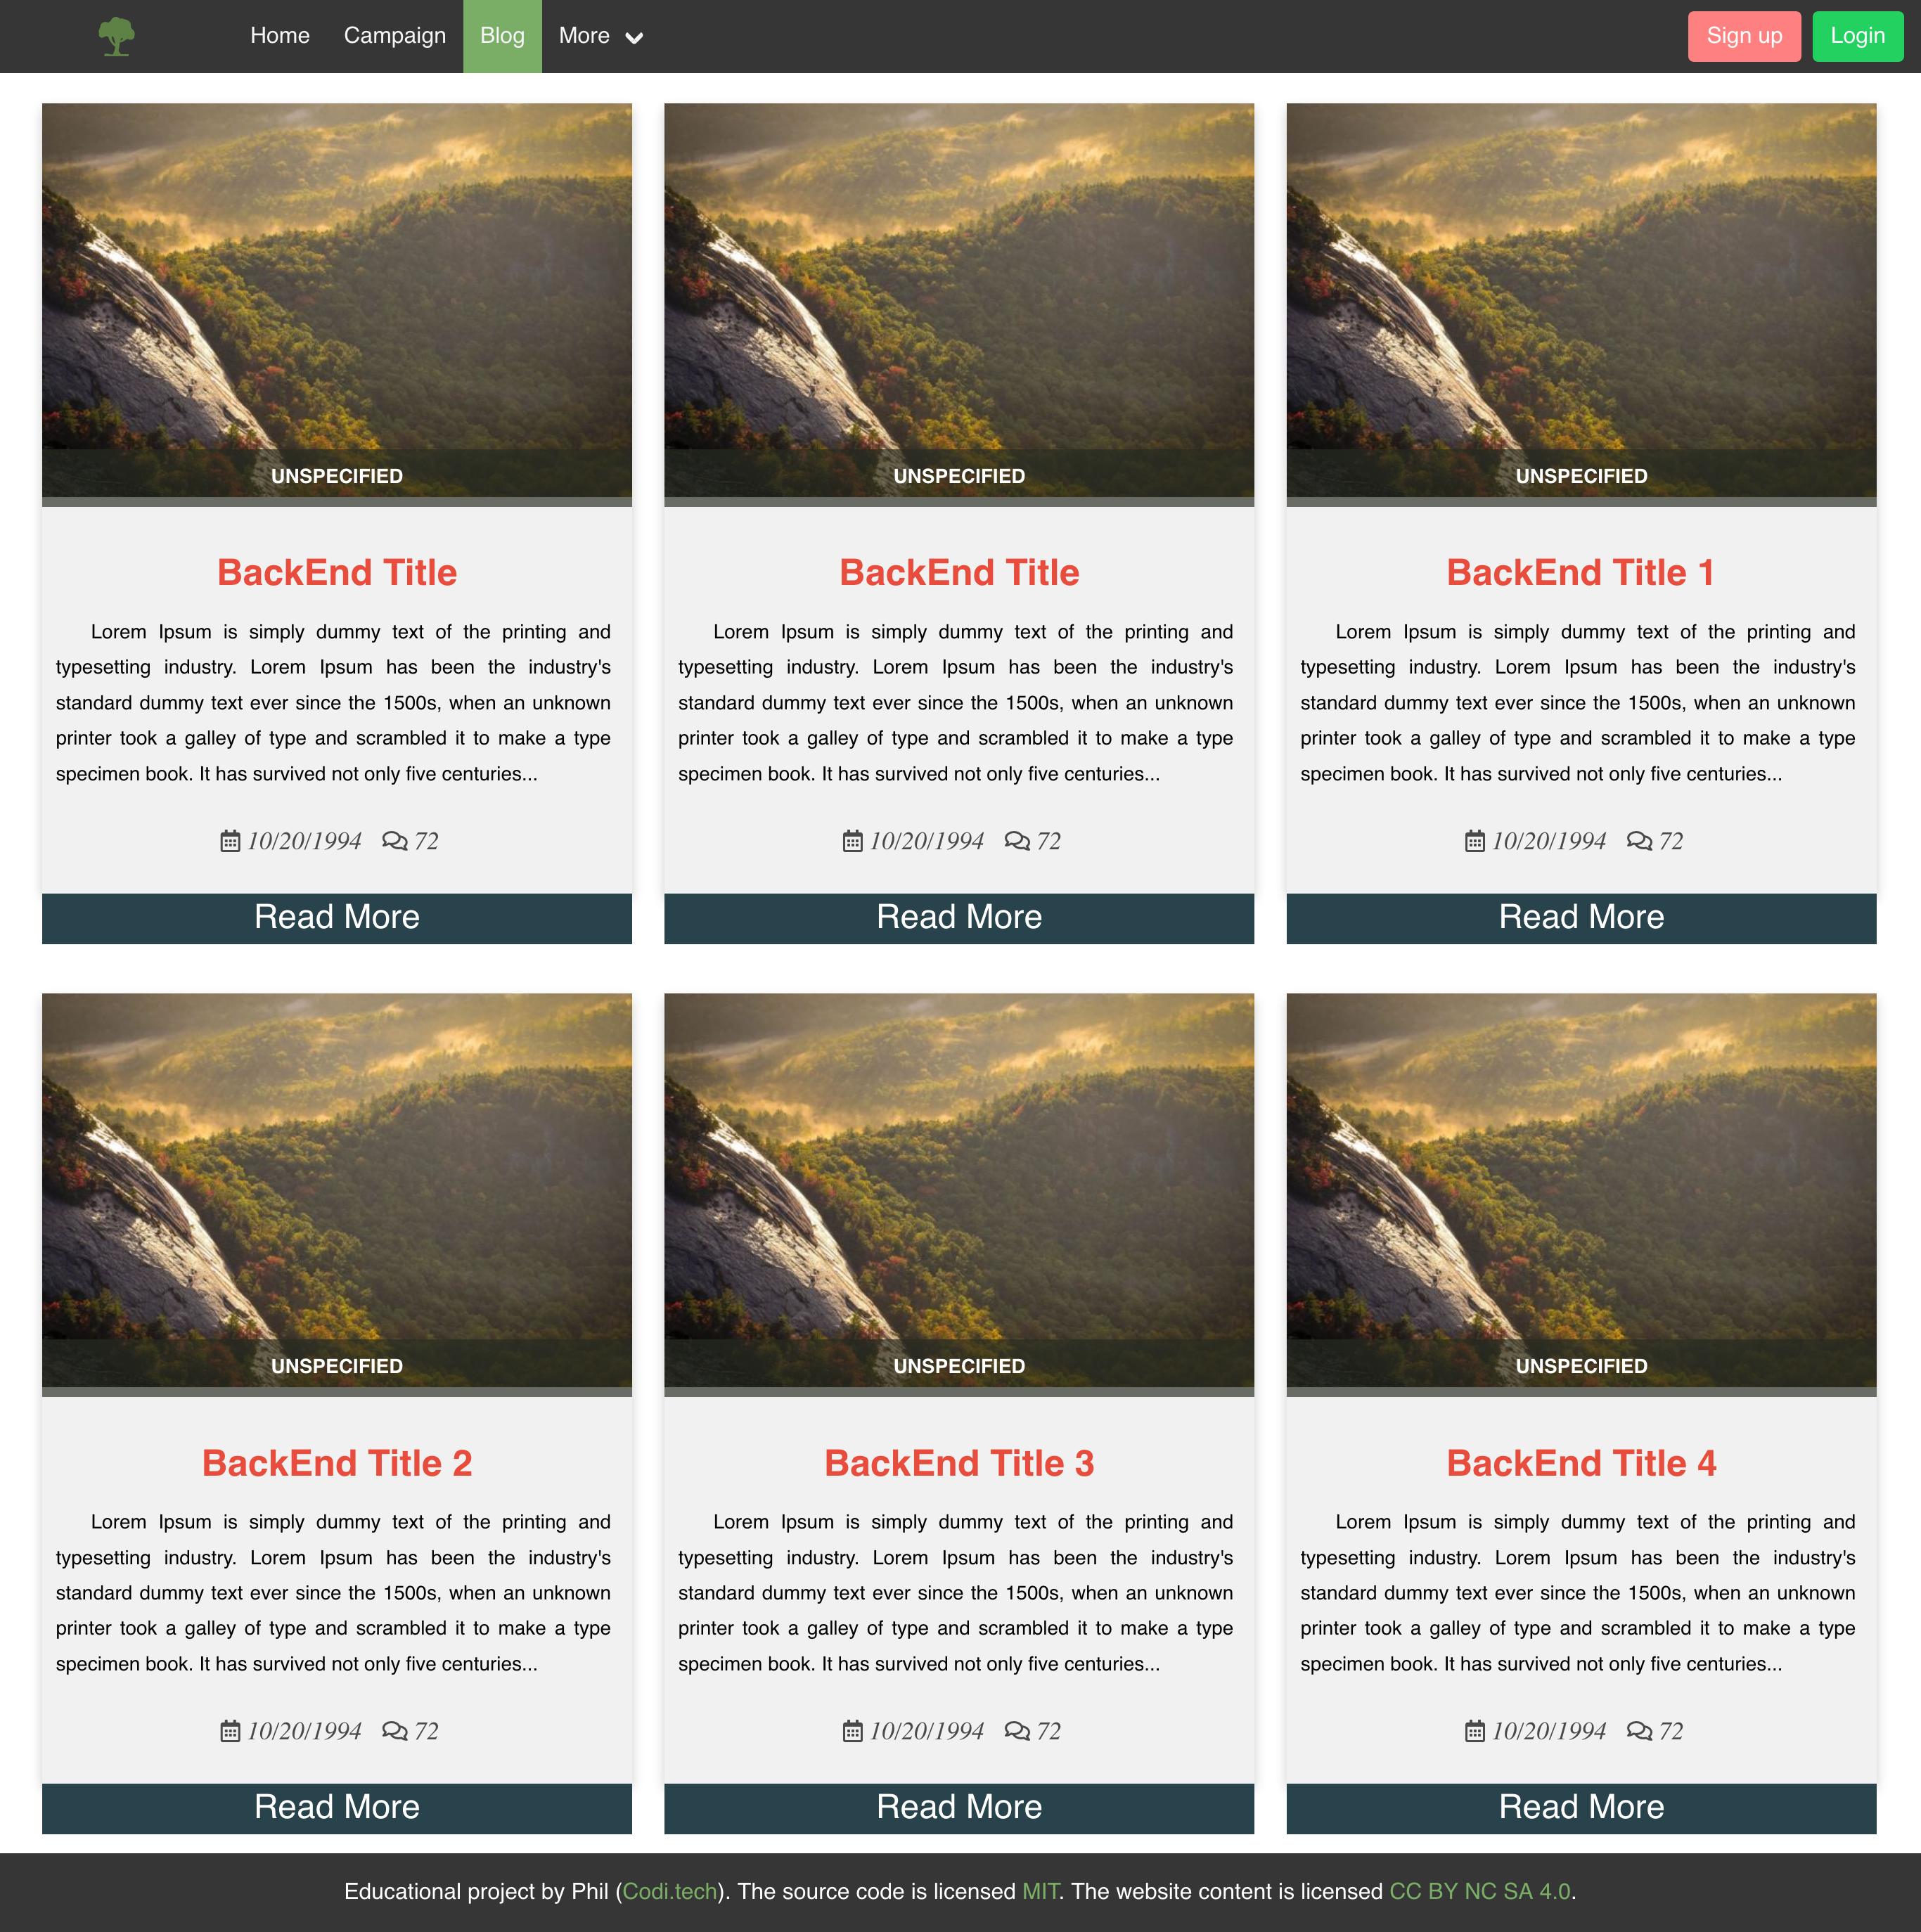 Home Campaign Blog More Sign up Login
UNSPECIFIED
BackEnd Title
Lorem Ipsum is simply dummy text of the printing and
typesetting industry. Lorem Ipsum has been the industry's
standard dummy text ever since the 1500s, when an unknown
printer took a galley of type and scrambled it to make a type
specimen book. It has survived not only five centuries...
10/20/1994 72
Read More
UNSPECIFIED
BackEnd Title
Lorem Ipsum is simply dummy text of the printing and
typesetting industry. Lorem Ipsum has been the industry's
standard dummy text ever since the 1500s, when an unknown
printer took a galley of type and scrambled it to make a type
specimen book. It has survived not only five centuries...
10/20/1994 72
Read More
UNSPECIFIED
BackEnd Title 1
Lorem Ipsum is simply dummy text of the printing and
typesetting industry. Lorem Ipsum has been the industry's
standard dummy text ever since the 1500s, when an unknown
printer took a galley of type and scrambled it to make a type
specimen book. It has survived not only five centuries...
10/20/1994 72
Read More
UNSPECIFIED
BackEnd Title 2
Lorem Ipsum is simply dummy text of the printing and
typesetting industry. Lorem Ipsum has been the industry's
standard dummy text ever since the 1500s, when an unknown
printer took a galley of type and scrambled it to make a type
specimen book. It has survived not only five centuries...
10/20/1994 72
Read More
UNSPECIFIED
BackEnd Title 3
Lorem Ipsum is simply dummy text of the printing and
typesetting industry. Lorem Ipsum has been the industry's
standard dummy text ever since the 1500s, when an unknown
printer took a galley of type and scrambled it to make a type
specimen book. It has survived not only five centuries...
10/20/1994 72
Read More
UNSPECIFIED
BackEnd Title 4
Lorem Ipsum is simply dummy text of the printing and
typesetting industry. Lorem Ipsum has been the industry's
standard dummy text ever since the 1500s, when an unknown
printer took a galley of type and scrambled it to make a type
specimen book. It has survived not only five centuries...
10/20/1994 72
Read More
Educational project by Phil (Codi.tech). The source code is licensed MIT. The website content is licensed CC BY NC SA 4.0.